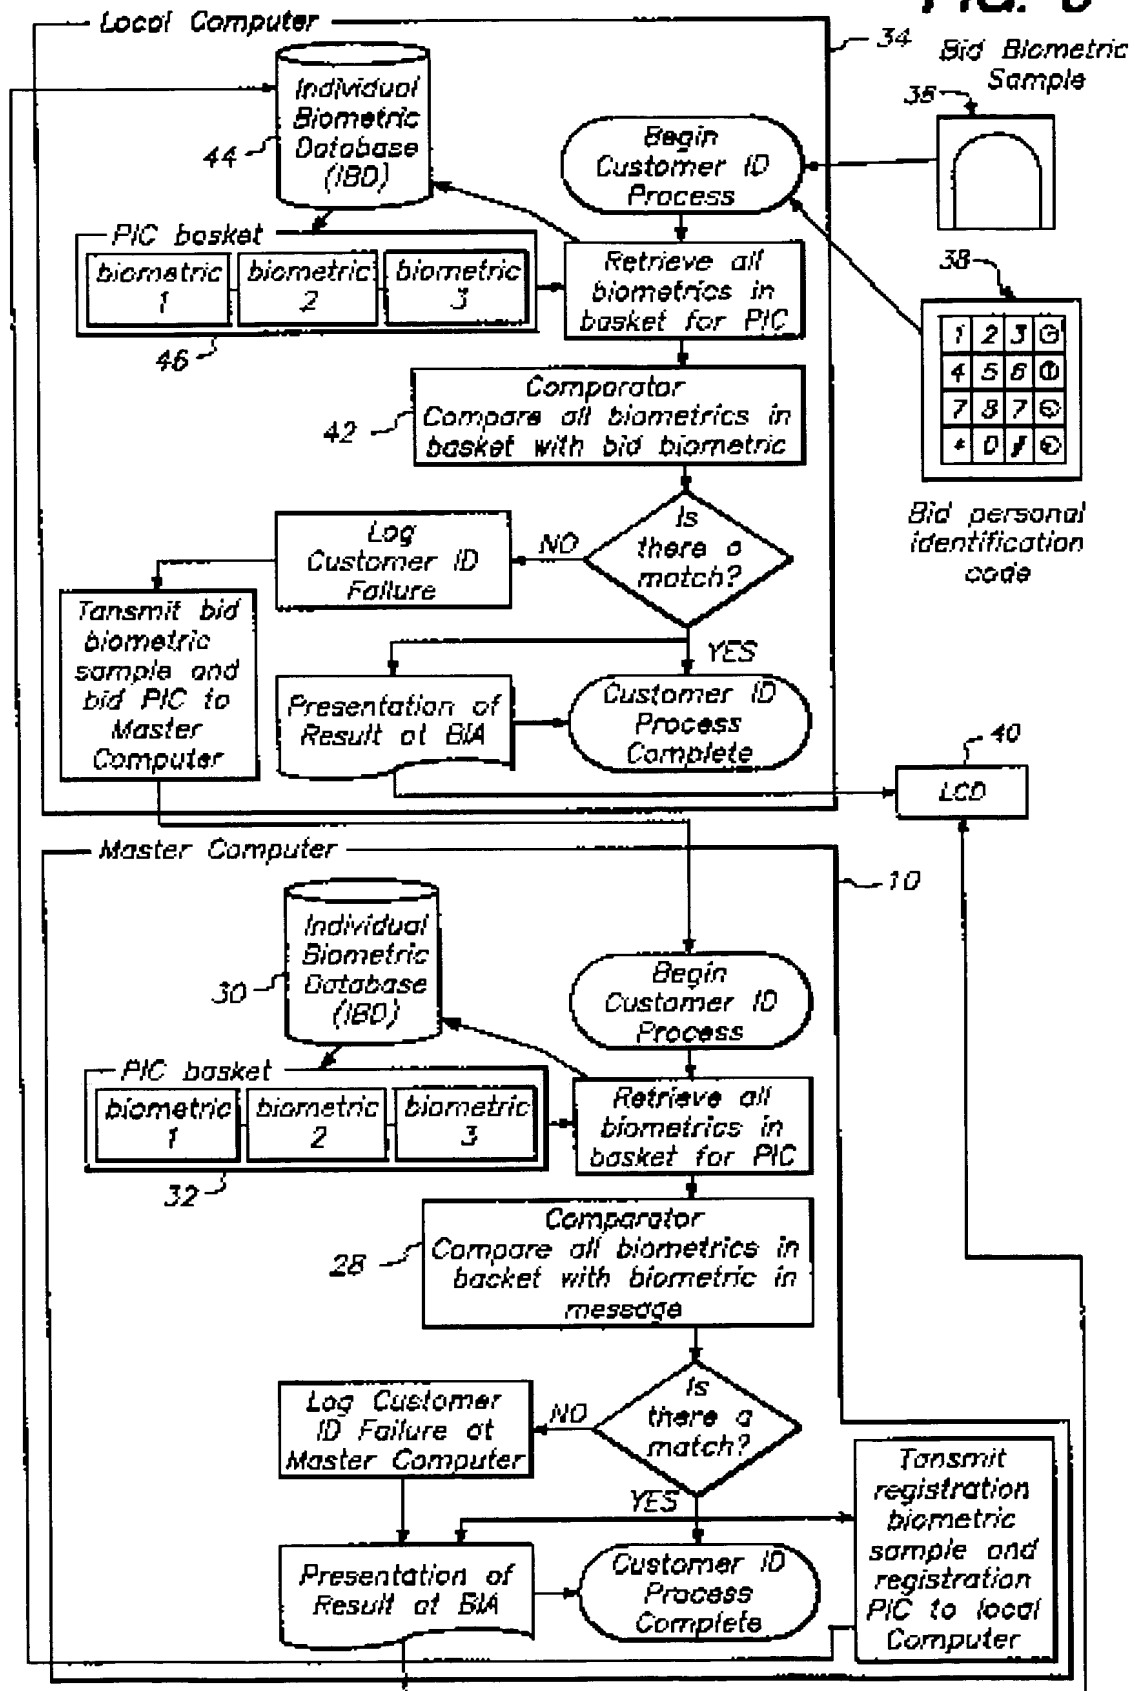 Local Computer
34
Bid Biometric
Sample
Individual
Biometric
Database
(IBD)
44
Begin
Customer ID
Process
PIC basket
biometric
1
biometric
2
biometric
3
46
Retrieve all
biometrics in
basket for PIC
38
1 2 3
4 5 6
7 8 7
* 0 #
Bid personal
identification
code
42
Comparator
Compare all biometrics in
basket with bid biometric
Is
there a
match?
NO
YES
Log
Customer ID
Failure
Tansmit bid
biometric
sample and
bid PIC to
Master
Computer
Presentation of
Result at BIA
Customer ID
Process
Complete
40
LCD
Master Computer
10
Individual
Biometric
Database
(IBD)
30
Begin
Customer ID
Process
PIC basket
biometric
1
biometric
2
biometric
3
32
Retrieve all
biometrics in
basket for PIC
28
Comparator
Compare all biometrics in
backet with biometric in
message
Is
there a
match?
NO
YES
Log Customer
ID Failure at
Master Computer
Presentation of
Result at BIA
Customer ID
Process
Complete
Tansmit
registration
biometric
sample and
registration
PIC to local
Computer